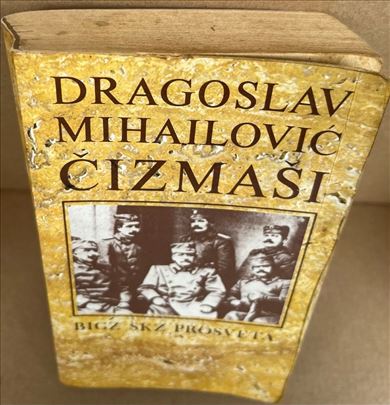 DRAGOSLAV
MIHAILOVIĆ
ČIZMAŠI
BIGZ SKZ PROSVETA